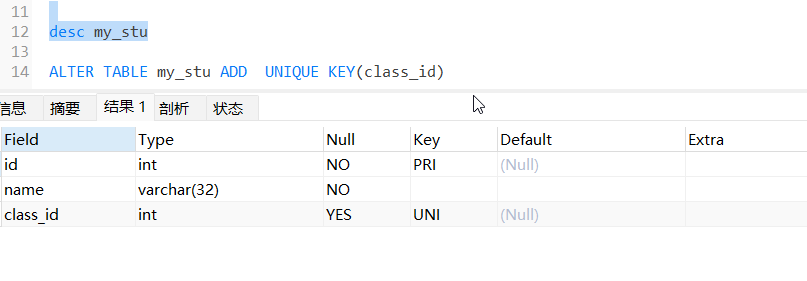 11
12 desc my_stu
13
14 ALTER TABLE my_stu ADD  UNIQUE KEY(class_id)
信息 摘要 结果 1 剖析 状态
Field Type Null Key Default Extra
id int NO PRI (Null)
name varchar(32) NO
class_id int YES UNI (Null)